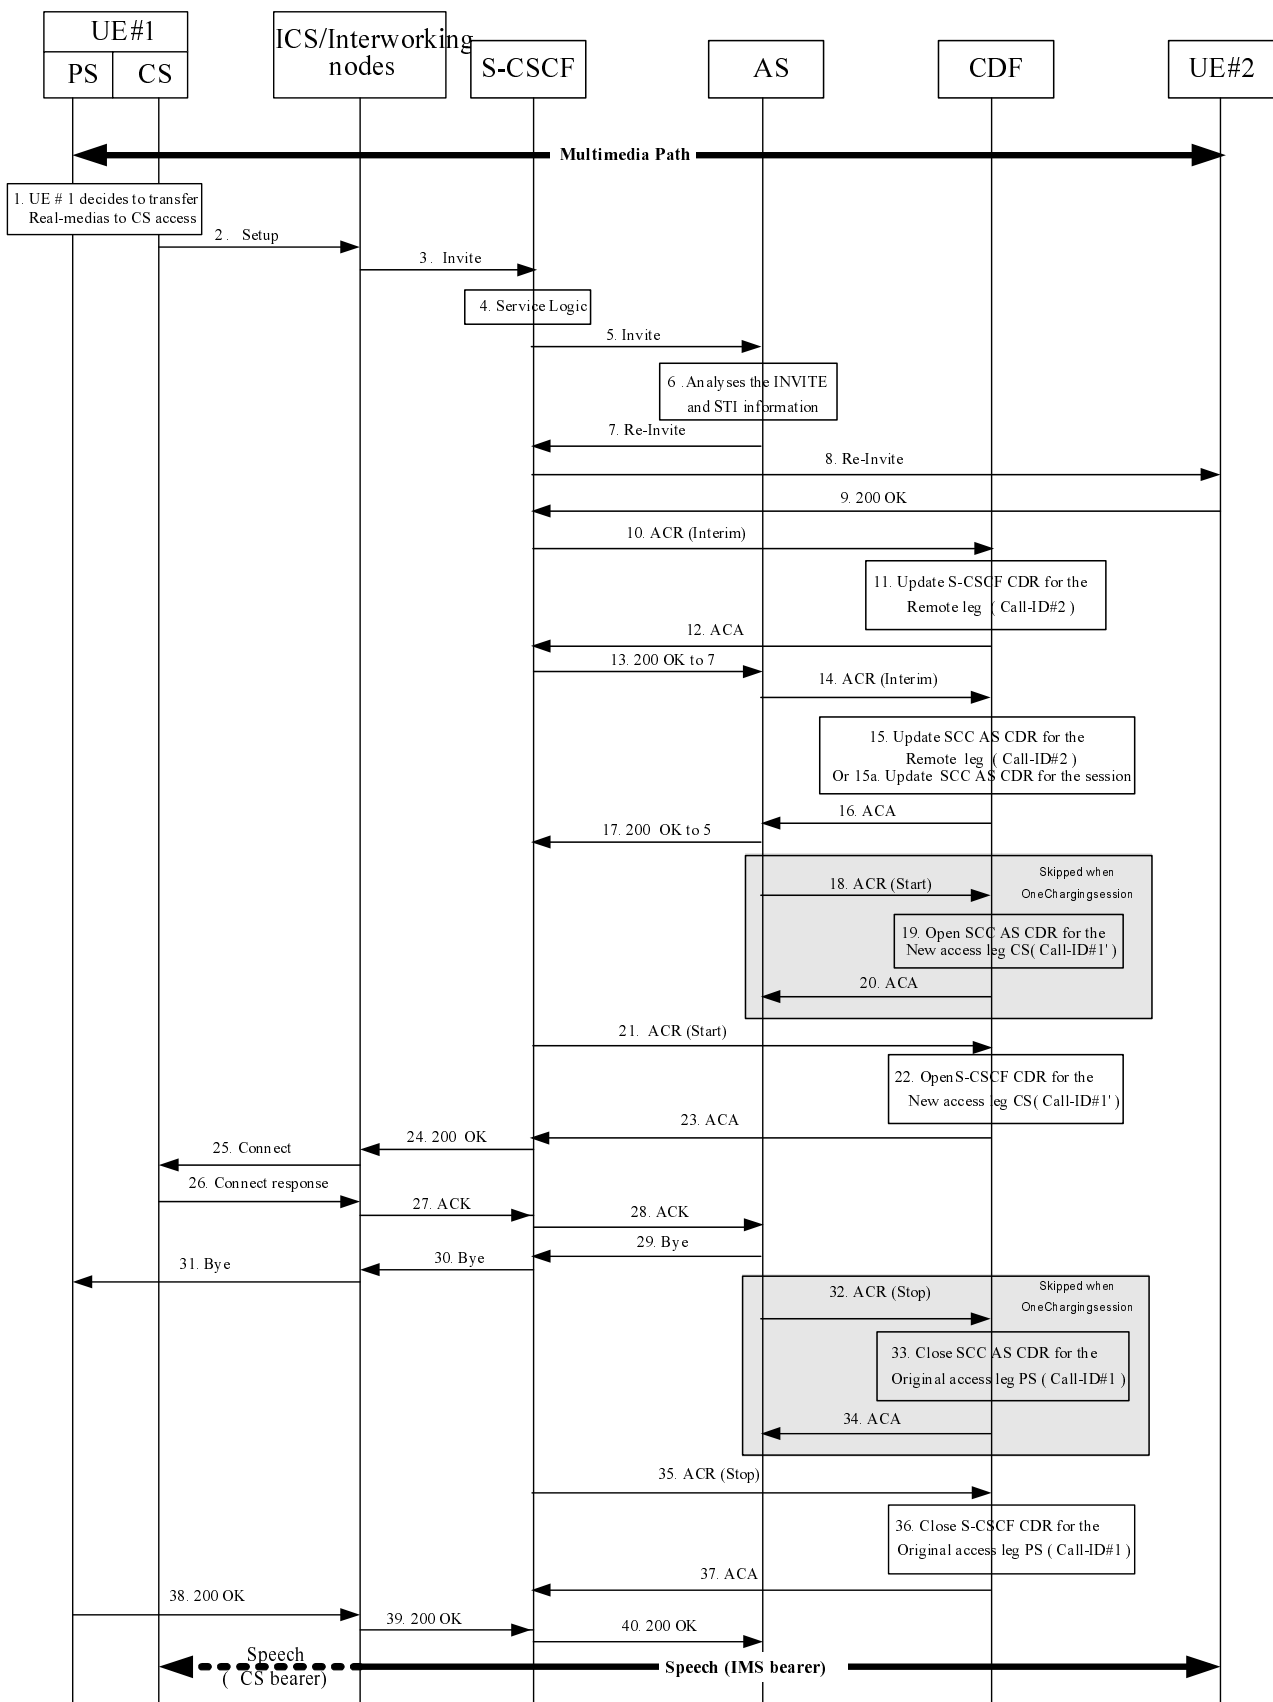 UE#1
PS
CS
ICS/Interworking
nodes
S-CSCF
AS
CDF
UE#2
Multimedia Path
1. UE # 1 decides to transfer
Real-medias to CS access
2 . Setup
3 . Invite
4. Service Logic
5. Invite
6 .Analyses the INVITE
and STI information
7. Re-Invite
8. Re-Invite
9. 200 OK
10. ACR (Interim)
11. Update S-CSCF CDR for the
Remote leg ( Call-ID#2 )
12. ACA
13. 200 OK to 7
14. ACR (Interim)
15. Update SCC AS CDR for the
Remote leg ( Call-ID#2 )
Or 15a. Update SCC AS CDR for the session
16. ACA
17. 200 OK to 5
Skipped when
OneChargingsession
18. ACR (Start)
19. Open SCC AS CDR for the
New access leg CS( Call-ID#1' )
20. ACA
21. ACR (Start)
22. OpenS-CSCF CDR for the
New access leg CS( Call-ID#1' )
23. ACA
24. 200 OK
25. Connect
26. Connect response
27. ACK
28. ACK
29. Bye
30. Bye
31. Bye
Skipped when
OneChargingsession
32. ACR (Stop)
33. Close SCC AS CDR for the
Original access leg PS ( Call-ID#1 )
34. ACA
35. ACR (Stop)
36. Close S-CSCF CDR for the
Original access leg PS ( Call-ID#1 )
37. ACA
38. 200 OK
39. 200 OK
40. 200 OK
Speech
( CS bearer)
Speech (IMS bearer)